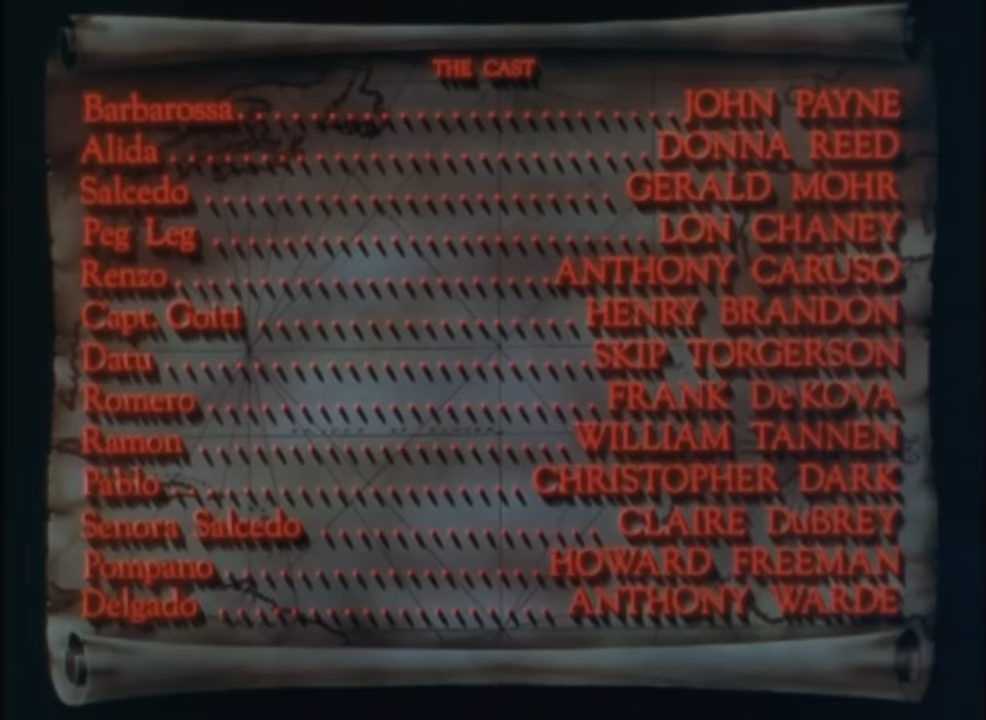 THE CAST
Barbarossa. . . . . . . . . . . . . . . . . . . . . . . . . . . . JOHN PAYNE
Alida . . . . . . . . . . . . . . . . . . . . . . . . . . . . . . DONNA REED
Salcedo . . . . . . . . . . . . . . . . . . . . . . . . . . GERALD MOHR
Peg Leg . . . . . . . . . . . . . . . . . . . . . . . . . . . . LON CHANEY
Renzo . . . . . . . . . . . . . . . . . . . . . . . . ANTHONY CARUSO
Capt. Goiti . . . . . . . . . . . . . . . . . . . . HENRY BRANDON
Datu . . . . . . . . . . . . . . . . . . . . . . . . . . SKIP TORGERSON
Romero . . . . . . . . . . . . . . . . . . . . . . . . FRANK DeKOVA
Ramon . . . . . . . . . . . . . . . . . . . . . . . WILLIAM TANNEN
Pablo . . . . . . . . . . . . . . . . . . . . . . CHRISTOPHER DARK
Senora Salcedo . . . . . . . . . . . . . . . . . CLAIRE DuBREY
Pompano . . . . . . . . . . . . . . . . . . . . HOWARD FREEMAN
Delgado . . . . . . . . . . . . . . . . . . . . . . ANTHONY WARDE